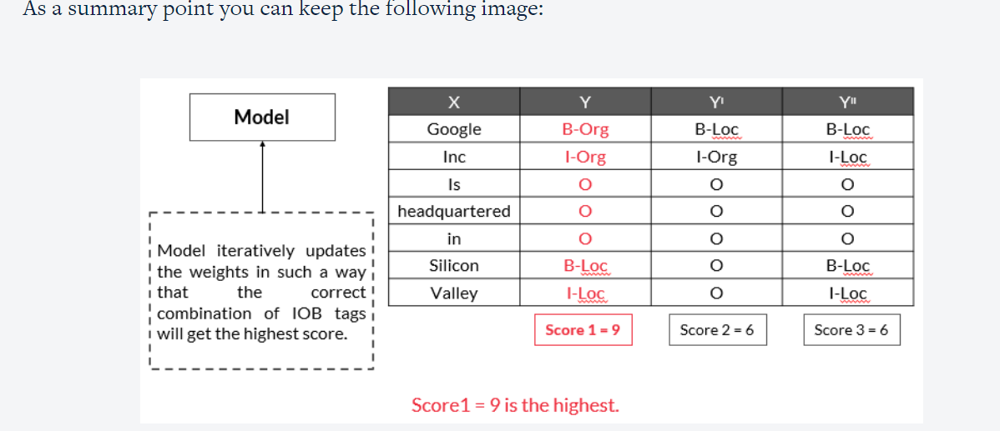 As a summary point you can keep the following image:
Model
X Y Y' Y"
Google B-Org B-Loc B-Loc
Inc I-Org I-Org I-Loc
Is O O O
headquartered O O O
in O O O
Silicon B-Loc O B-Loc
Valley I-Loc O I-Loc
Model iteratively updates
the weights in such a way
that the correct
combination of IOB tags
will get the highest score.
Score 1 = 9 Score 2 = 6 Score 3 = 6
Score1 = 9 is the highest.